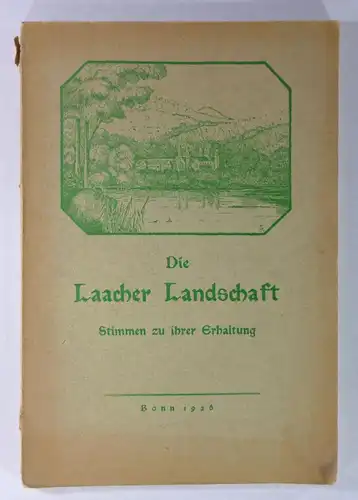 Die
Laacher Landschaft
Stimmen zu ihrer Erhaltung
Bonn 1926